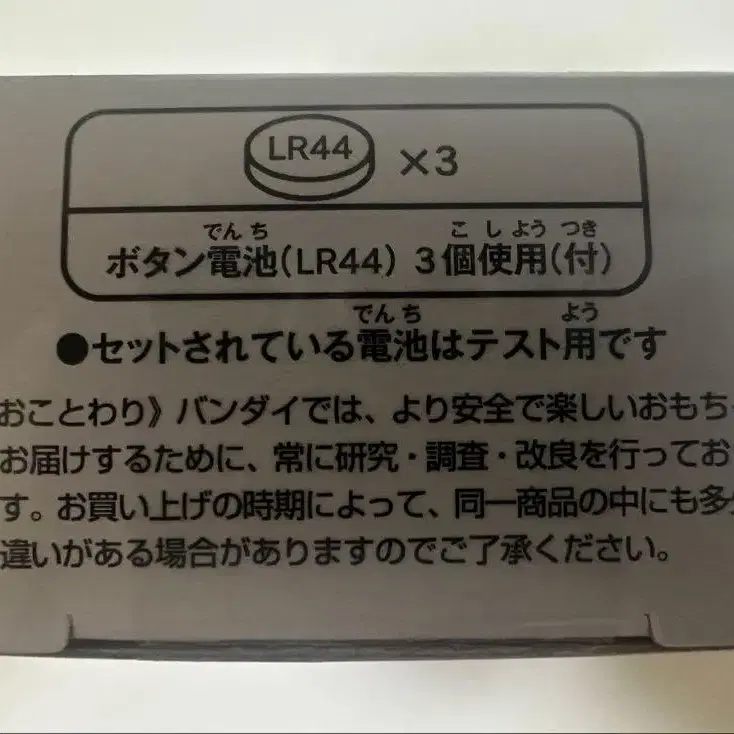 LR44 ×3
でんち こしようつき
ボタン電池(LR44) 3個使用(付)
でんち よう
●セットされている電池はテスト用です
おことわり》バンダイでは、より安全で楽しいおもち
お届けするために、常に研究・調査・改良を行ってお
す。お買い上げの時期によって、同一商品の中にも多
違いがある場合がありますのでご了承ください。